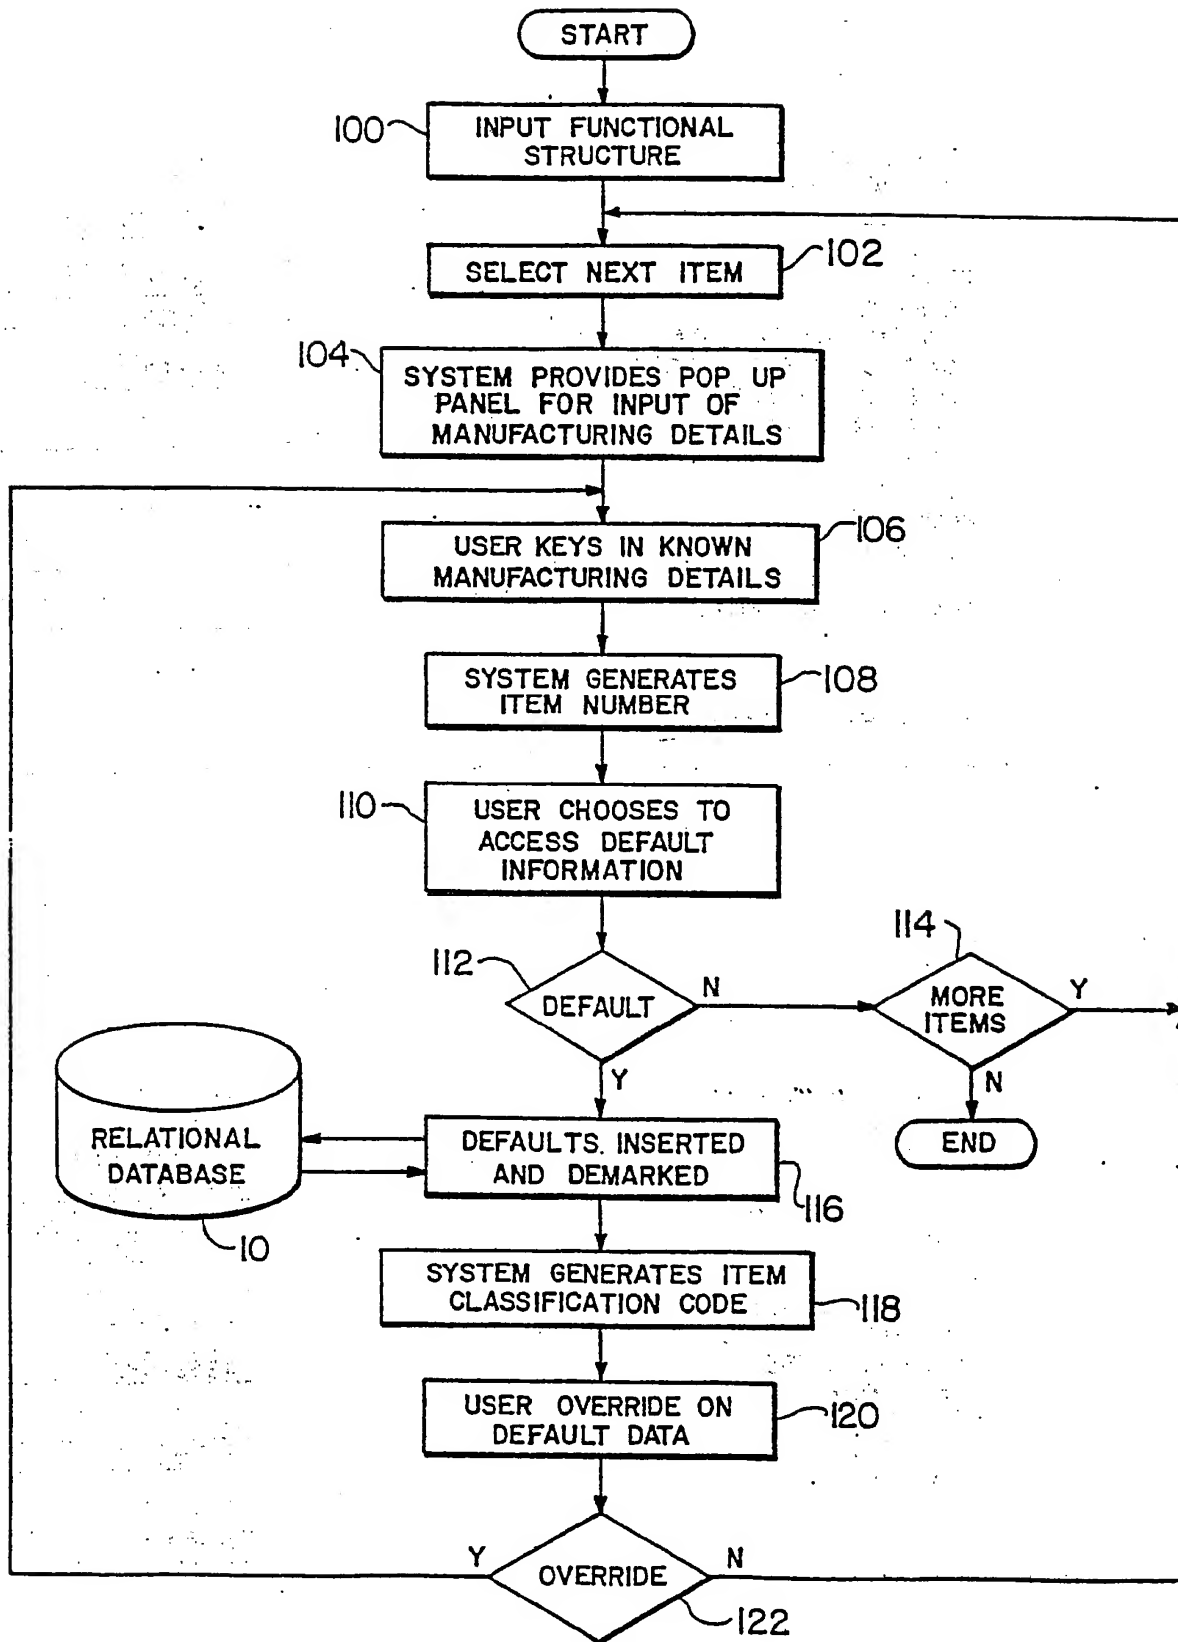 START
100
INPUT FUNCTIONAL
STRUCTURE
SELECT NEXT ITEM
102
104
SYSTEM PROVIDES POP UP
PANEL FOR INPUT OF
MANUFACTURING DETAILS
106
USER KEYS IN KNOWN
MANUFACTURING DETAILS
SYSTEM GENERATES
ITEM NUMBER
108
110
USER CHOOSES TO
ACCESS DEFAULT
INFORMATION
112
DEFAULT
N
Y
114
MORE
ITEMS
Y
N
END
RELATIONAL
DATABASE
10
DEFAULTS. INSERTED
AND DEMARKED
116
SYSTEM GENERATES ITEM
CLASSIFICATION CODE
118
USER OVERRIDE ON
DEFAULT DATA
120
Y
OVERRIDE
N
122